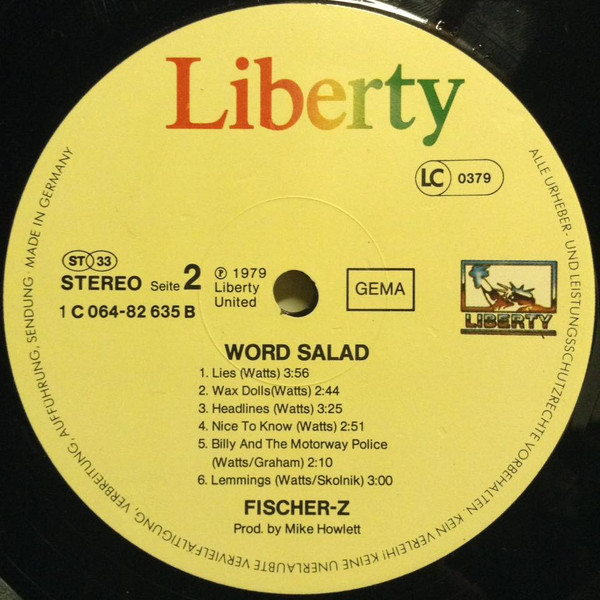 Liberty
LC 0379
ST 33
STEREO Seite 2
1 C 064-82 635 B
℗ 1979
Liberty
United
GEMA
LIBERTY
WORD SALAD
1. Lies (Watts) 3:56
2. Wax Dolls(Watts) 2:44
3. Headlines (Watts) 3:25
4. Nice To Know (Watts) 2:51
5. Billy And The Motorway Police
(Watts/Graham) 2:10
6. Lemmings (Watts/Skolnik) 3:00
FISCHER-Z
Prod. by Mike Howlett
ALLE URHEBER- UND LEISTUNGSSCHUTZRECHTE VORBEHALTEN. KEIN VERLEIH! KEINE UNERLAUBTE VERVIELFÄLTIGUNG, VERBREITUNG, AUFFÜHRUNG, SENDUNG · MADE IN GERMANY